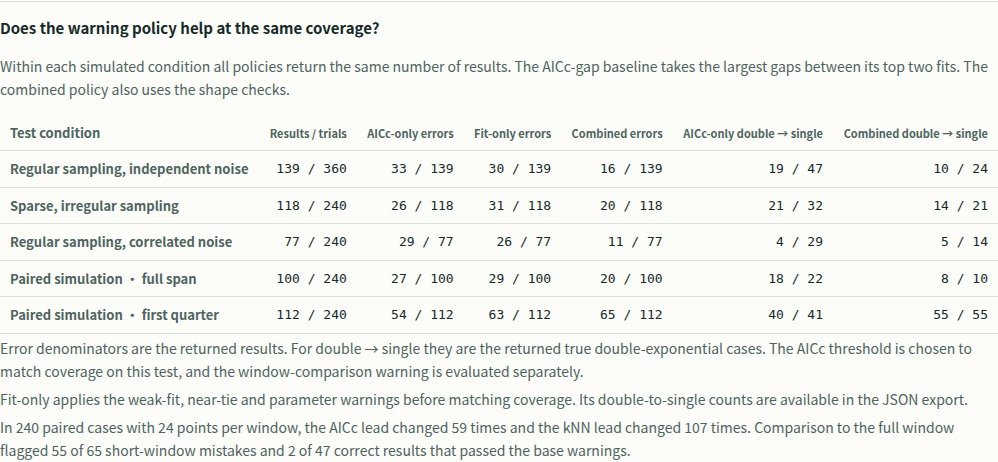 Does the warning policy help at the same coverage?
Within each simulated condition all policies return the same number of results. The AICc-gap baseline takes the largest gaps between its top two fits. The
combined policy also uses the shape checks.
Test condition Results / trials AICc-only errors Fit-only errors Combined errors AICc-only double → single Combined double → single
Regular sampling, independent noise 139 / 360 33 / 139 30 / 139 16 / 139 19 / 47 10 / 24
Sparse, irregular sampling 118 / 240 26 / 118 31 / 118 20 / 118 21 / 32 14 / 21
Regular sampling, correlated noise 77 / 240 29 / 77 26 / 77 11 / 77 4 / 29 5 / 14
Paired simulation · full span 100 / 240 27 / 100 29 / 100 20 / 100 18 / 22 8 / 10
Paired simulation · first quarter 112 / 240 54 / 112 63 / 112 65 / 112 40 / 41 55 / 55
Error denominators are the returned results. For double → single they are the returned true double-exponential cases. The AICc threshold is chosen to
match coverage on this test, and the window-comparison warning is evaluated separately.
Fit-only applies the weak-fit, near-tie and parameter warnings before matching coverage. Its double-to-single counts are available in the JSON export.
In 240 paired cases with 24 points per window, the AICc lead changed 59 times and the kNN lead changed 107 times. Comparison to the full window
flagged 55 of 65 short-window mistakes and 2 of 47 correct results that passed the base warnings.